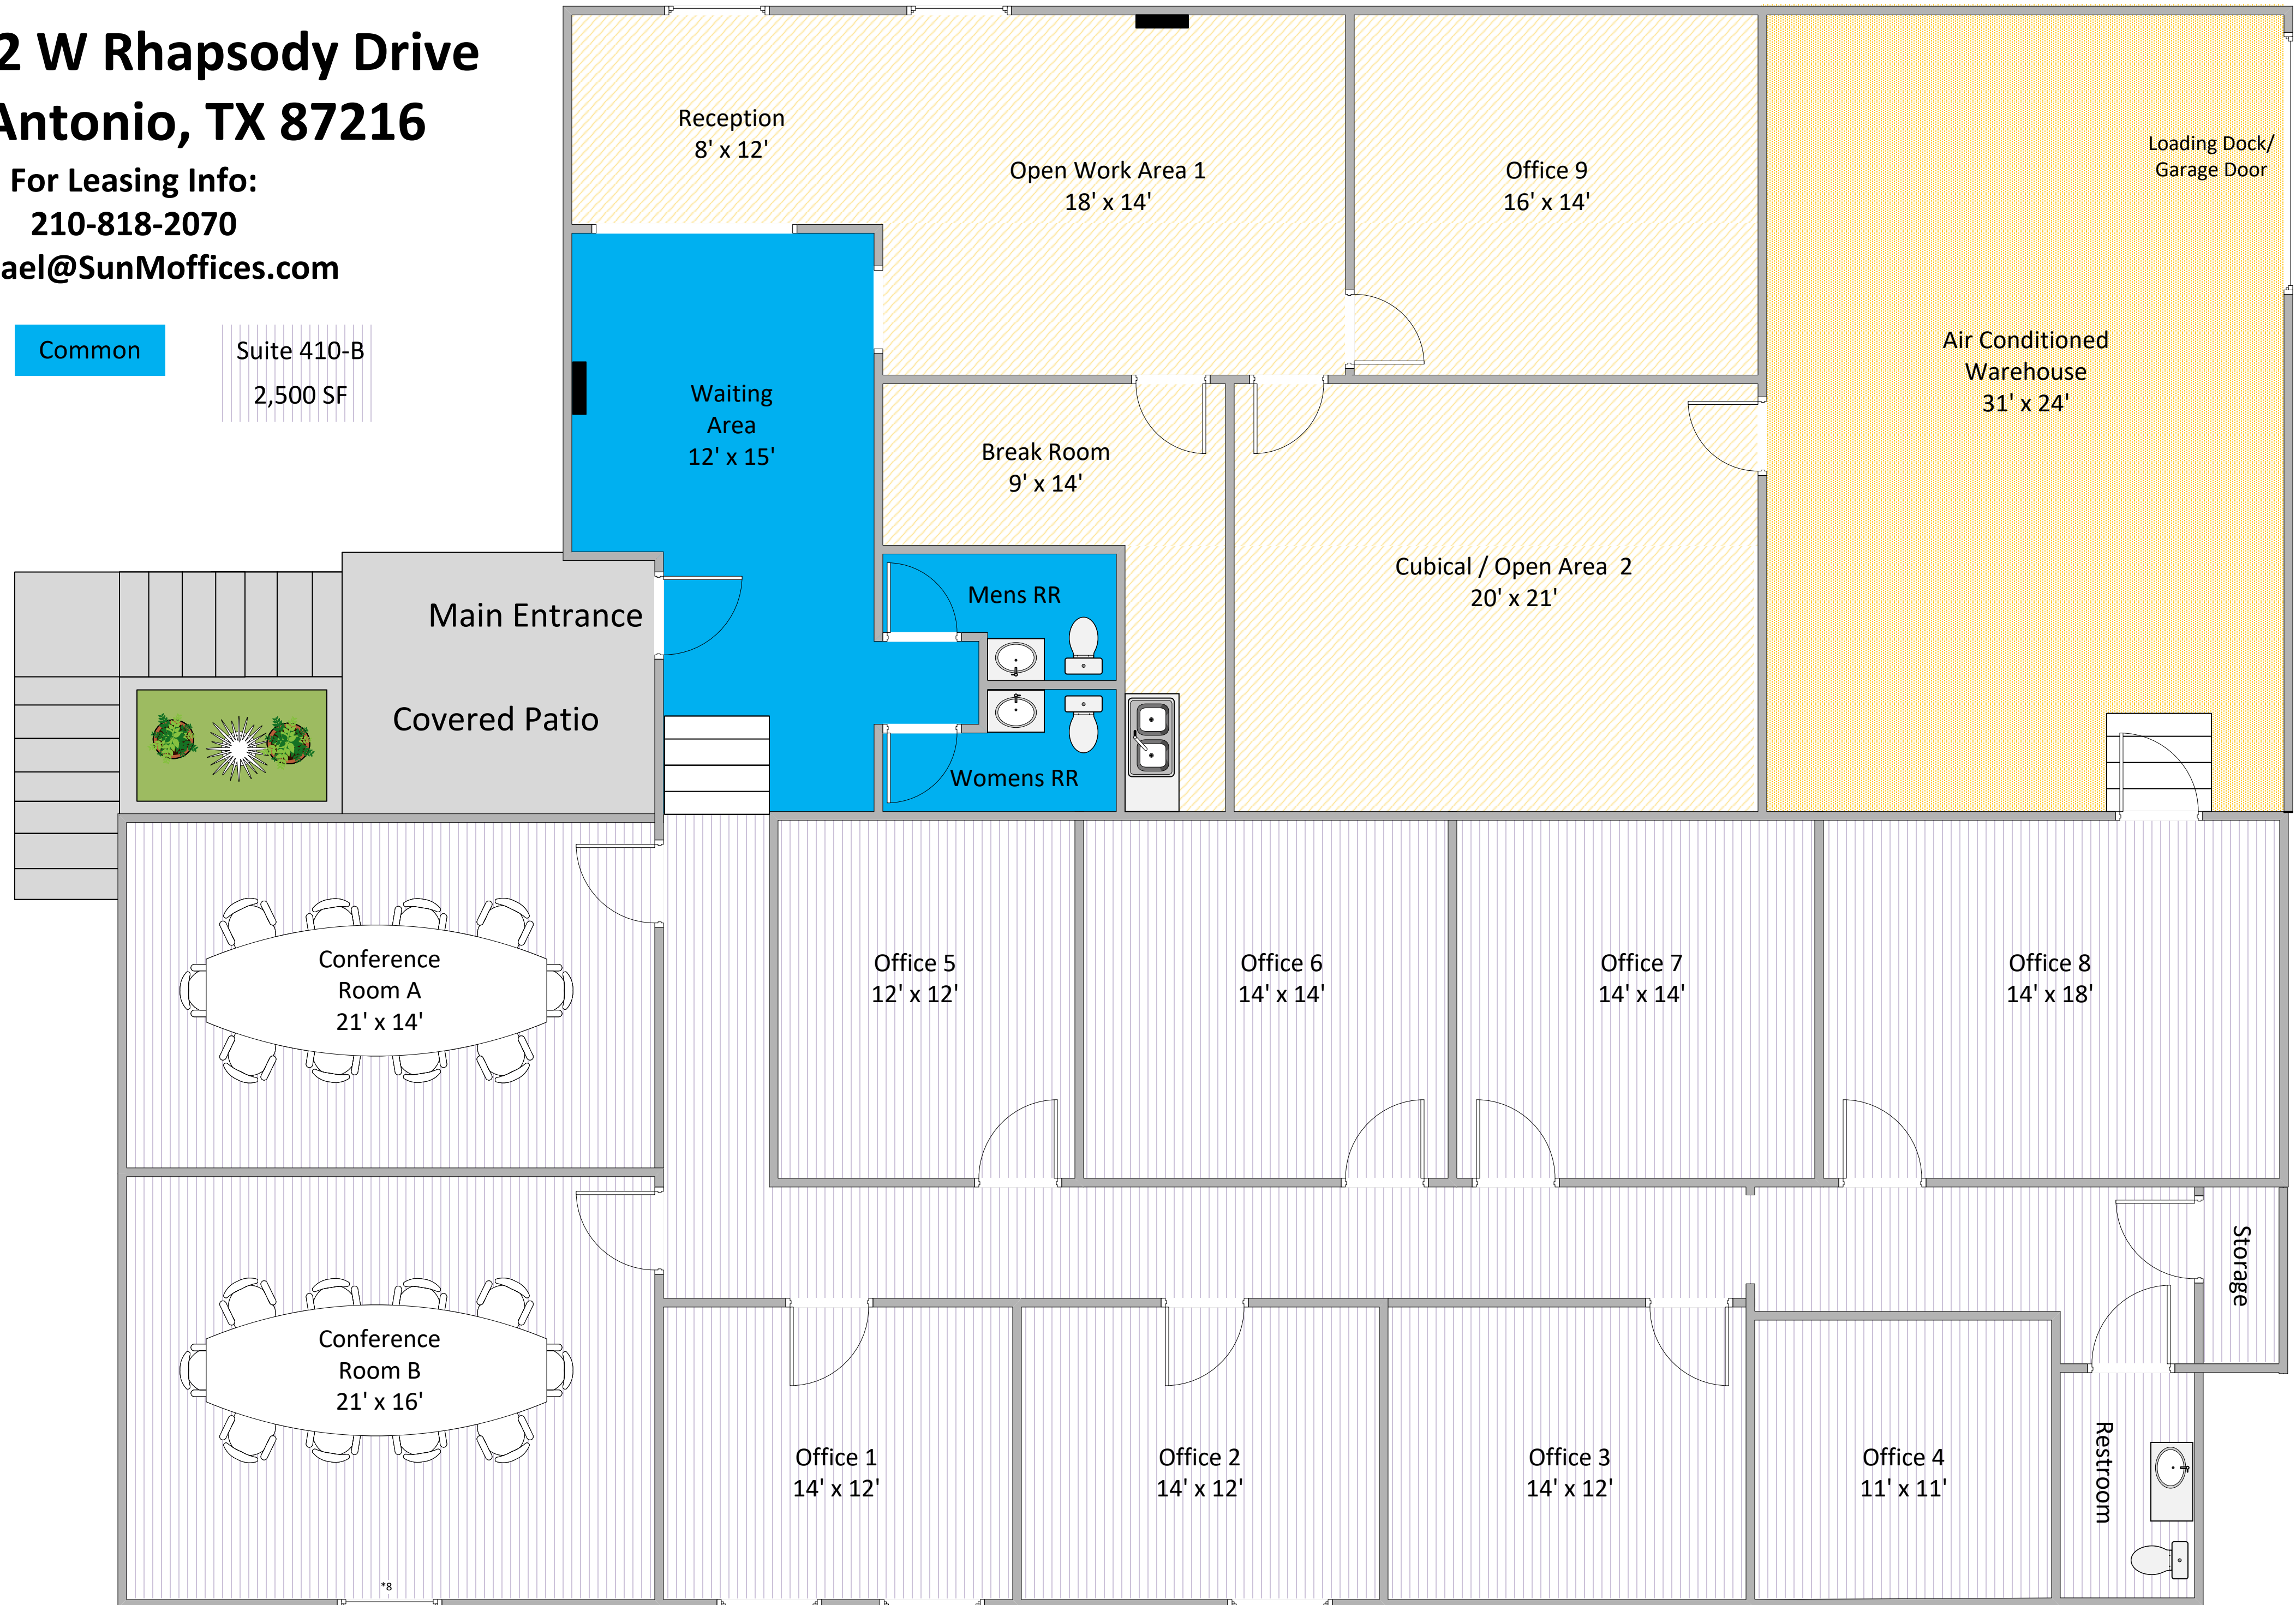 2 W Rhapsody Drive
Antonio, TX 87216
For Leasing Info:
210-818-2070
ael@SunMoffices.com
Common
Suite 410-B
2,500 SF
Reception
8' x 12'
Open Work Area 1
18' x 14'
Office 9
16' x 14'
Loading Dock/
Garage Door
Air Conditioned
Warehouse
31' x 24'
Waiting
Area
12' x 15'
Break Room
9' x 14'
Cubical / Open Area 2
20' x 21'
Mens RR
Womens RR
Main Entrance
Covered Patio
Conference
Room A
21' x 14'
Office 5
12' x 12'
Office 6
14' x 14'
Office 7
14' x 14'
Office 8
14' x 18'
Storage
Conference
Room B
21' x 16'
Office 1
14' x 12'
Office 2
14' x 12'
Office 3
14' x 12'
Office 4
11' x 11'
Restroom
*8